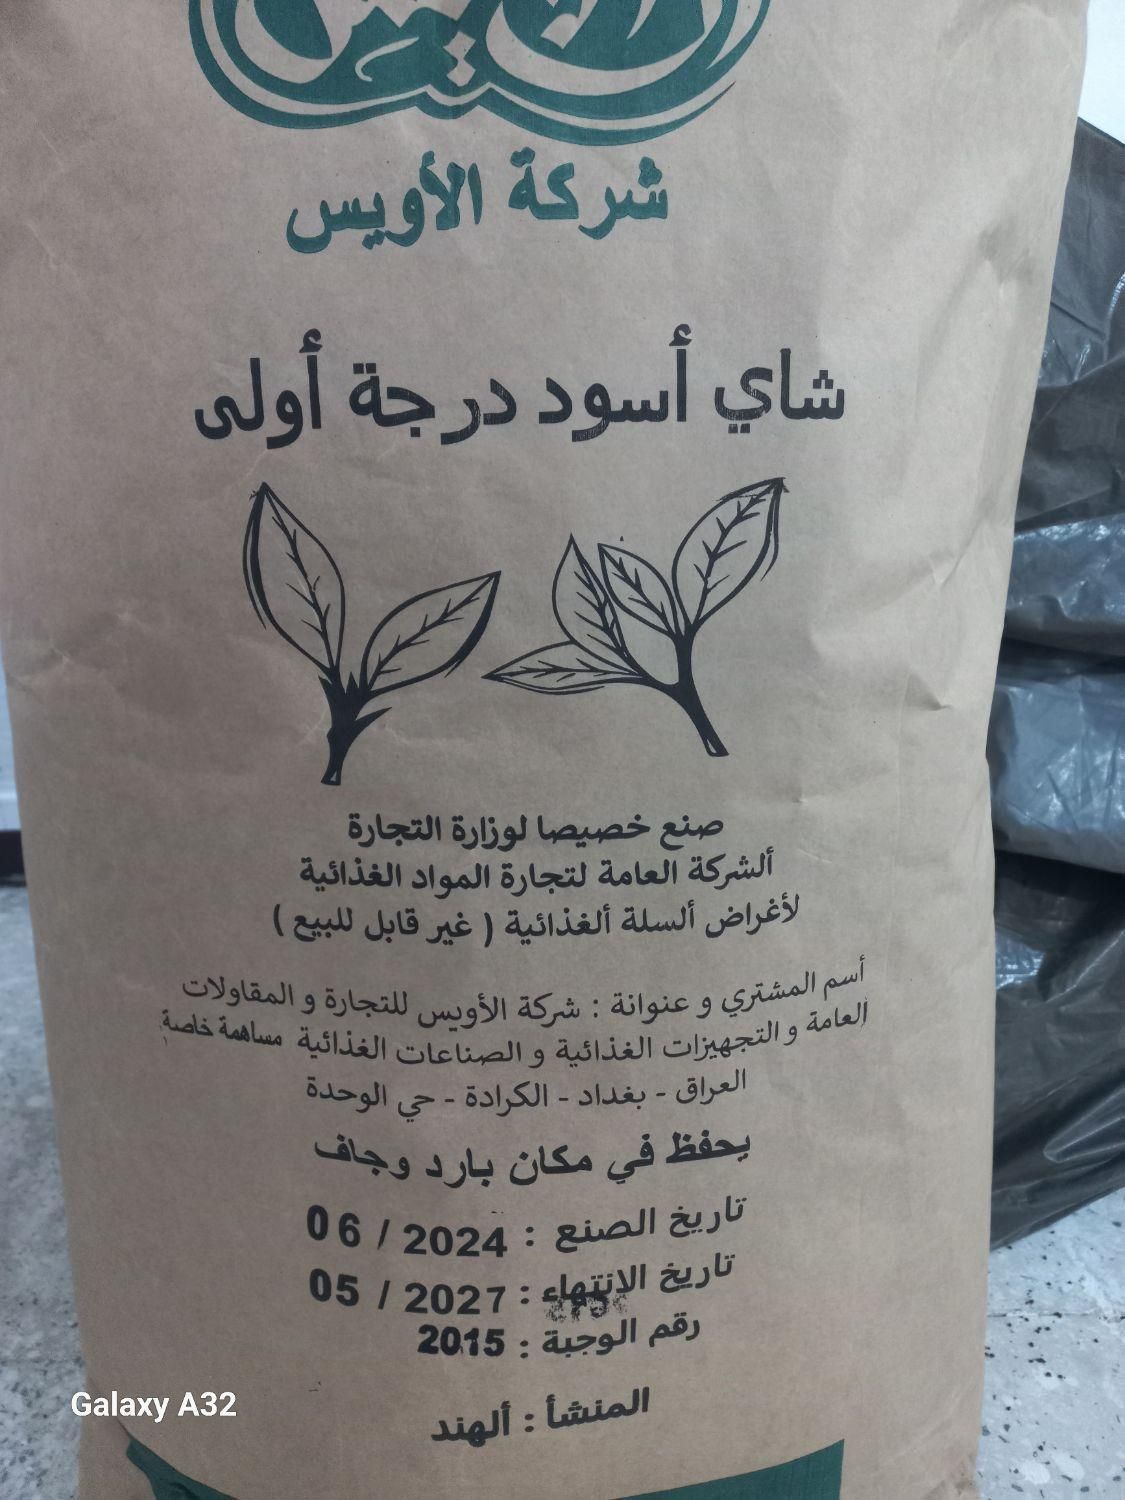 الأويس
شركة الأويس
شاي أسود درجة أولى
صنع خصيصا لوزارة التجارة
ألشركة العامة لتجارة المواد الغذائية
لأغراض ألسلة ألغذائية ( غير قابل للبيع )
أسم المشتري و عنوانة : شركة الأويس للتجارة و المقاولات
العامة و التجهيزات الغذائية و الصناعات الغذائية مساهمة خاصة
العراق - بغداد - الكرادة - حي الوحدة
يحفظ في مكان بارد وجاف
تاريخ الصنع : 06 / 2024
تاريخ الانتهاء : 05 / 2027
رقم الوجبة : 2015
المنشأ : ألهند
Galaxy A32